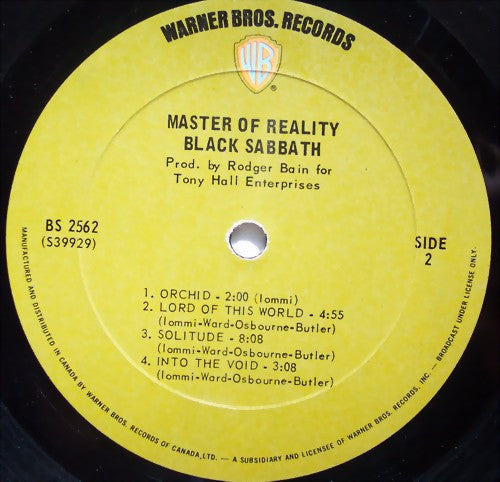 WARNER BROS. RECORDS
WB
®
MASTER OF REALITY
BLACK SABBATH
Prod. by Rodger Bain for
Tony Hall Enterprises
BS 2562
(S39929)
SIDE
2
1. ORCHID - 2:00 (Iommi)
2. LORD OF THIS WORLD - 4:55
(Iommi-Ward-Osbourne-Butler)
3. SOLITUDE - 8:08
(Iommi-Ward-Osbourne-Butler)
4. INTO THE VOID - 3:08
(Iommi-Ward-Osbourne-Butler)
MANUFACTURED AND DISTRIBUTED IN CANADA BY WARNER BROS. RECORDS OF CANADA, LTD. — A SUBSIDIARY AND LICENSEE OF WARNER BROS. RECORDS, INC. — BROADCAST UNDER LICENSE ONLY.